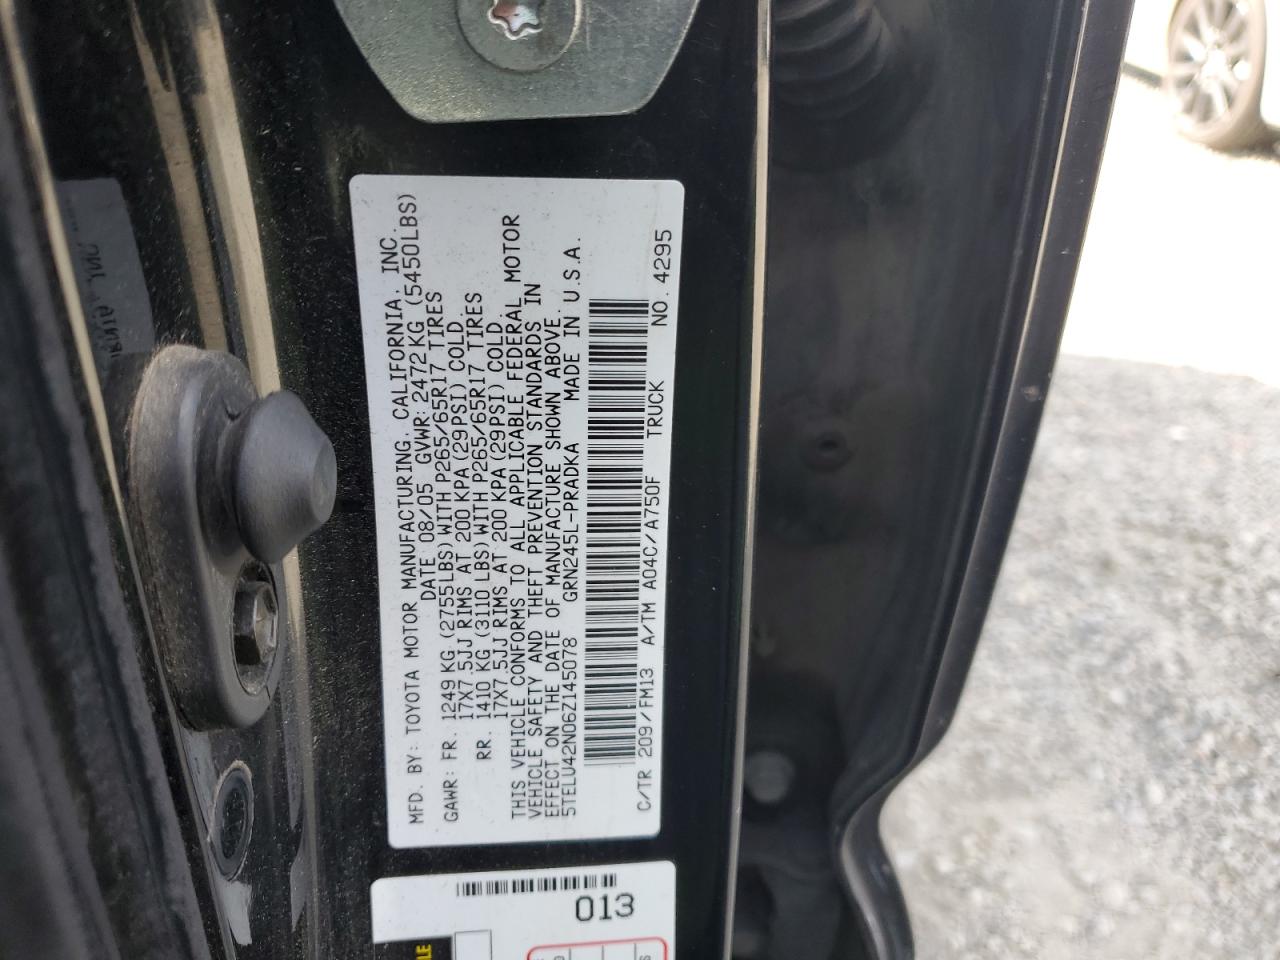 MFD. BY: TOYOTA MOTOR MANUFACTURING, CALIFORNIA, INC.
DATE 08/05 GVWR: 2472 KG (5450LBS)
GAWR: FR. 1249 KG (2755LBS) WITH P265/65R17 TIRES
17X7.5JJ RIMS AT 200 KPA (29PSI) COLD.
RR. 1410 KG (3110 LBS) WITH P265/65R17 TIRES
17X7.5JJ RIMS AT 200 KPA (29PSI) COLD.
THIS VEHICLE CONFORMS TO ALL APPLICABLE FEDERAL MOTOR
VEHICLE SAFETY AND THEFT PREVENTION STANDARDS IN
EFFECT ON THE DATE OF MANUFACTURE SHOWN ABOVE.
5TELU42N06Z145078 GRN245L-PRADKA MADE IN U.S.A.
C/TR 209/FM13 A/TM A04C/A750F TRUCK NO. 4295
013